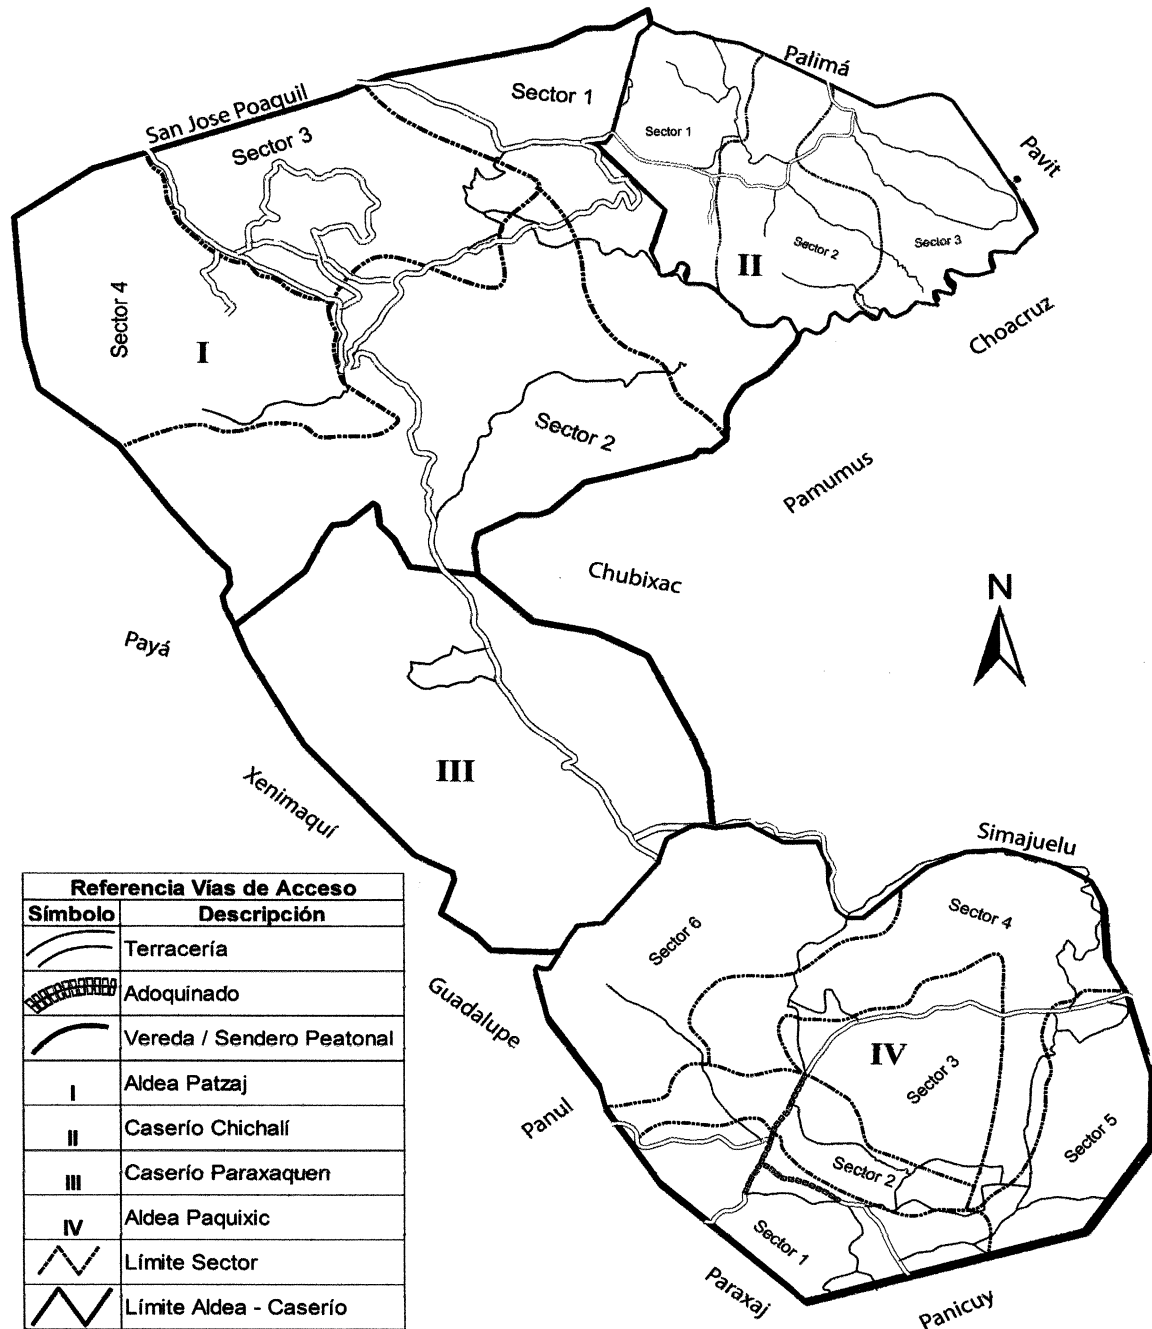 Palimá
San Jose Poaquil
Sector 1
Sector 3
Sector 1
Pavit
Sector 2
Sector 3
II
Sector 4
I
Choacruz
Sector 2
Pamumus
Chubixac
N
Payá
III
Xenimaquí
Simajuelu
Sector 4
Sector 6
Guadalupe
IV
Sector 3
Panul
Sector 5
Sector 2
Sector 1
Paraxaj
Panicuy
Referencia Vías de Acceso
Símbolo Descripción
Terracería
Adoquinado
Vereda / Sendero Peatonal
I Aldea Patzaj
II Caserío Chichalí
III Caserío Paraxaquen
IV Aldea Paquixic
Límite Sector
Límite Aldea - Caserío